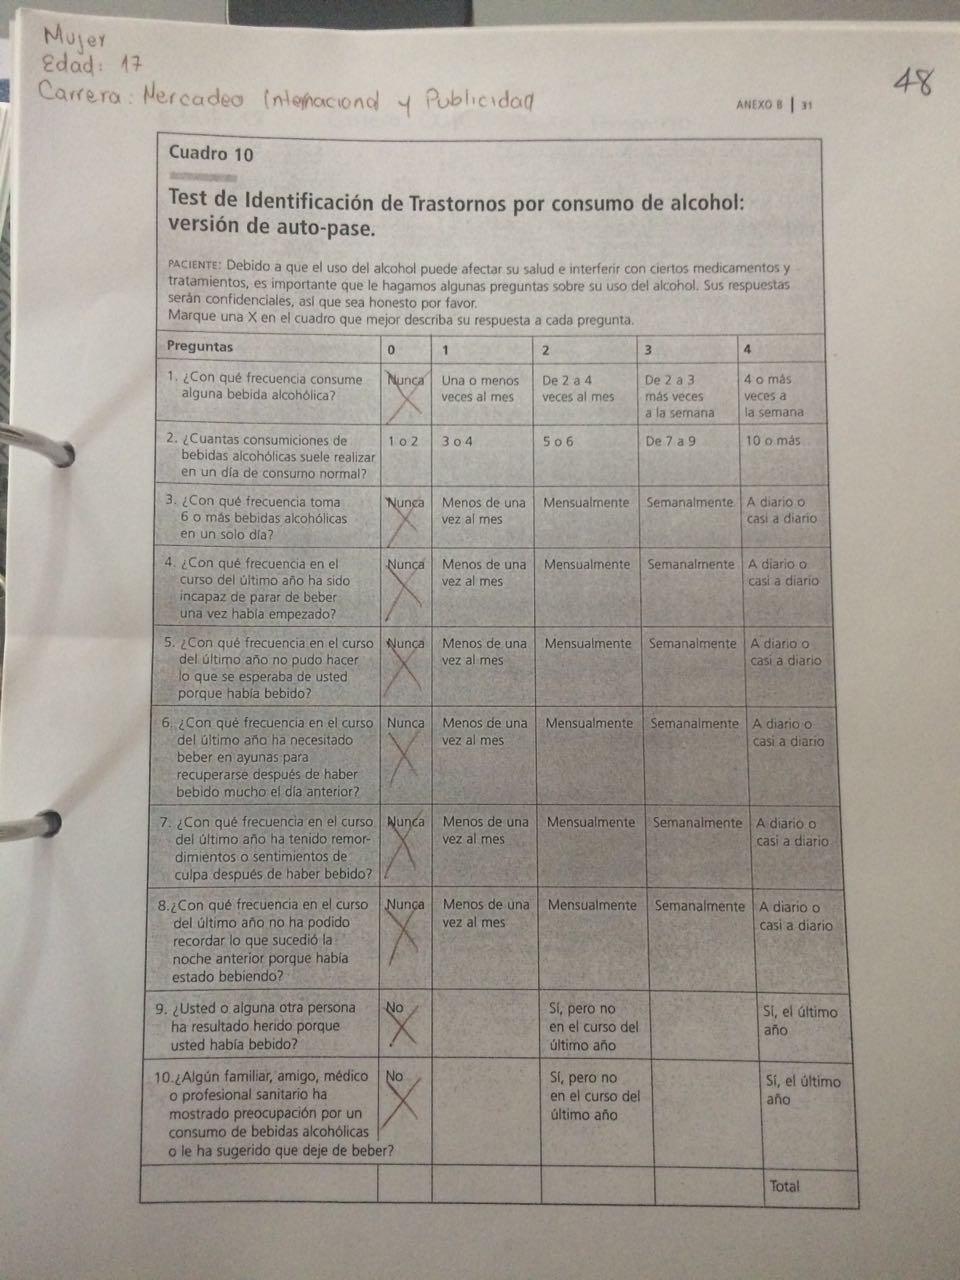 Mujer
Edad: 17
Carrera: Mercadeo Internacional y Publicidad
48
ANEXO B | 31
Cuadro 10
Test de Identificación de Trastornos por consumo de alcohol:
versión de auto-pase.
PACIENTE: Debido a que el uso del alcohol puede afectar su salud e interferir con ciertos medicamentos y
tratamientos, es importante que le hagamos algunas preguntas sobre su uso del alcohol. Sus respuestas
serán confidenciales, así que sea honesto por favor.
Marque una X en el cuadro que mejor describa su respuesta a cada pregunta.
Preguntas 0 1 2 3 4
1. ¿Con qué frecuencia consume Nunca Una o menos De 2 a 4 De 2 a 3 4 o más
alguna bebida alcohólica? veces al mes veces al mes más veces veces a
a la semana la semana
2. ¿Cuantas consumiciones de 1 o 2 3 o 4 5 o 6 De 7 a 9 10 o más
bebidas alcohólicas suele realizar
en un día de consumo normal?
3. ¿Con qué frecuencia toma Nunca Menos de una Mensualmente Semanalmente A diario o
6 o más bebidas alcohólicas vez al mes casi a diario
en un solo día?
4. ¿Con qué frecuencia en el Nunca Menos de una Mensualmente Semanalmente A diario o
curso del último año ha sido vez al mes casi a diario
incapaz de parar de beber
una vez había empezado?
5. ¿Con qué frecuencia en el curso Nunca Menos de una Mensualmente Semanalmente A diario o
del último año no pudo hacer vez al mes casi a diario
lo que se esperaba de usted
porque había bebido?
6. ¿Con qué frecuencia en el curso Nunca Menos de una Mensualmente Semanalmente A diario o
del último año ha necesitado vez al mes casi a diario
beber en ayunas para
recuperarse después de haber
bebido mucho el día anterior?
7. ¿Con qué frecuencia en el curso Nunca Menos de una Mensualmente Semanalmente A diario o
del último año ha tenido remor- vez al mes casi a diario
dimientos o sentimientos de
culpa después de haber bebido?
8.¿Con qué frecuencia en el curso Nunca Menos de una Mensualmente Semanalmente A diario o
del último año no ha podido vez al mes casi a diario
recordar lo que sucedió la
noche anterior porque había
estado bebiendo?
9. ¿Usted o alguna otra persona No Sí, pero no Sí, el último
ha resultado herido porque en el curso del año
usted había bebido? último año
10.¿Algún familiar, amigo, médico No Sí, pero no Sí, el último
o profesional sanitario ha en el curso del año
mostrado preocupación por un último año
consumo de bebidas alcohólicas
o le ha sugerido que deje de beber?
Total